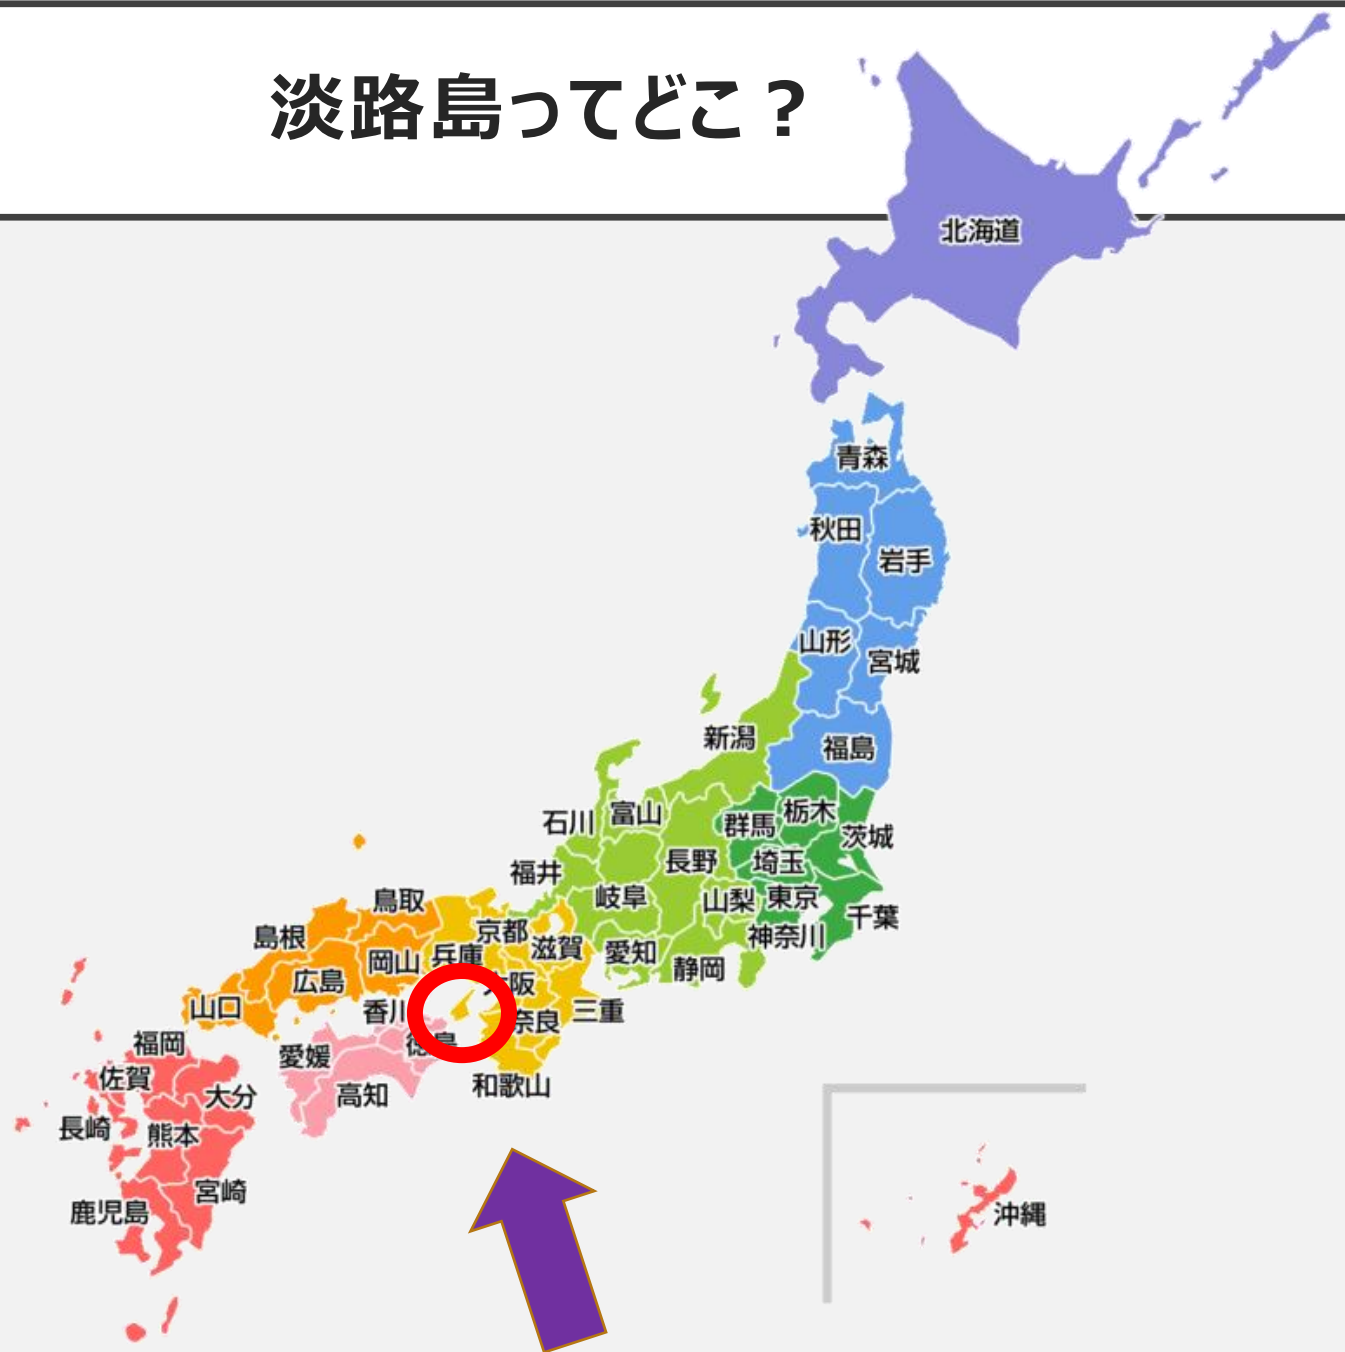 淡路島ってどこ？
北海道
青森
秋田
岩手
山形
宮城
新潟
福島
石川
富山
群馬
栃木
茨城
福井
長野
埼玉
岐阜
山梨
東京
千葉
鳥取
島根
京都
滋賀
愛知
静岡
神奈川
兵庫
岡山
広島
大阪
山口
香川
奈良
三重
徳島
福岡
愛媛
和歌山
佐賀
大分
高知
長崎
熊本
宮崎
鹿児島
沖縄